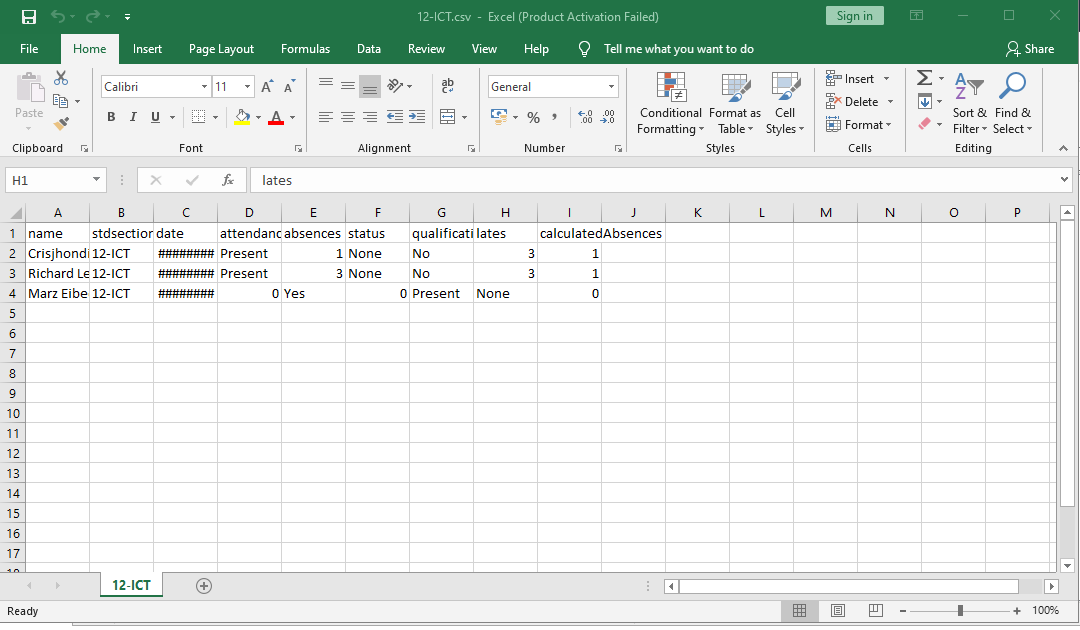 12-ICT.csv - Excel (Product Activation Failed)
Sign in
File Home Insert Page Layout Formulas Data Review View Help Tell me what you want to do Share
Paste
Clipboard
Calibri 11
B I U
A A
Font
ab
Alignment
General
% , .00
Number
Conditional Formatting
Format as Table
Cell Styles
Styles
Insert
Delete
Format
Cells
Sort & Filter
Find & Select
Editing
H1 fx lates
A B C D E F G H I J K L M N O P
1 name stdsection date attendanc absences status qualificati lates calculatedAbsences
2 Crisjhondi 12-ICT ######## Present 1 None No 3 1
3 Richard Le 12-ICT ######## Present 3 None No 3 1
4 Marz Eibe 12-ICT ######## 0 Yes 0 Present None 0
5
6
7
8
9
10
11
12
13
14
15
16
17
12-ICT
Ready
100%